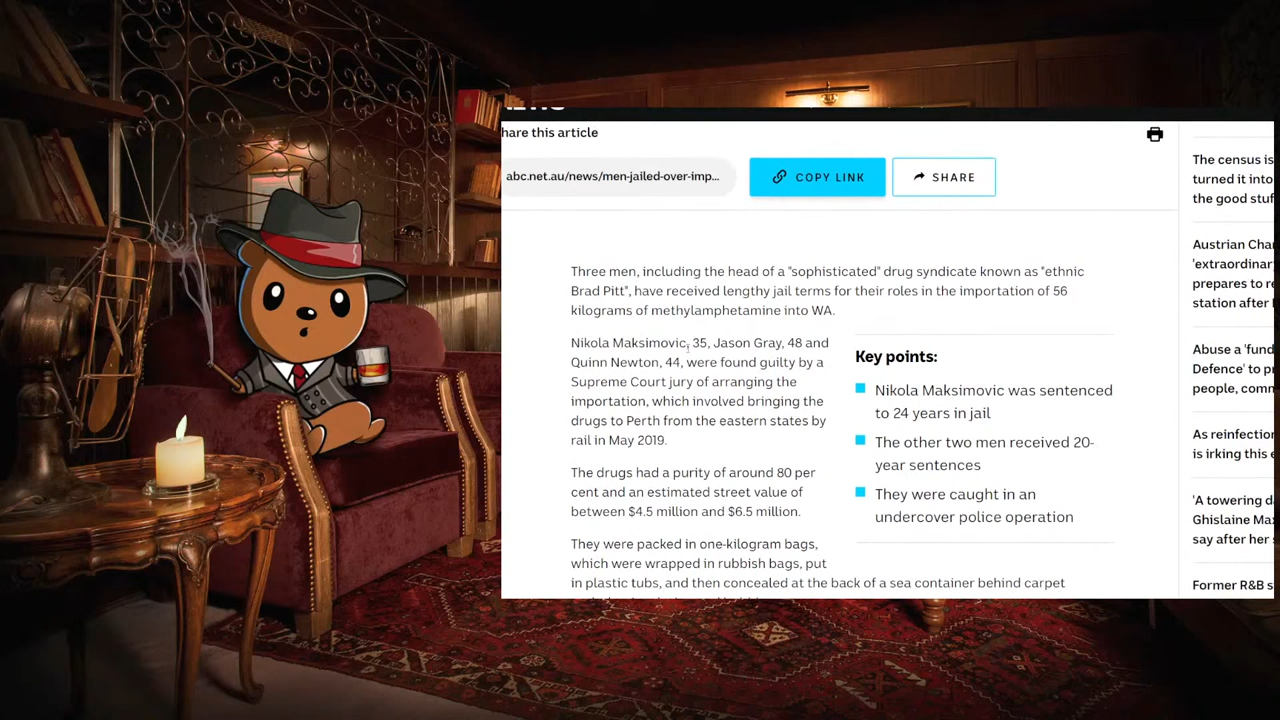 hare this article
abc.net.au/news/men-jailed-over-imp...
COPY LINK
SHARE
Three men, including the head of a "sophisticated" drug syndicate known as "ethnic
Brad Pitt", have received lengthy jail terms for their roles in the importation of 56
kilograms of methylamphetamine into WA.
Nikola Maksimovic, 35, Jason Gray, 48 and
Quinn Newton, 44, were found guilty by a
Supreme Court jury of arranging the
importation, which involved bringing the
drugs to Perth from the eastern states by
rail in May 2019.
The drugs had a purity of around 80 per
cent and an estimated street value of
between $4.5 million and $6.5 million.
They were packed in one-kilogram bags,
which were wrapped in rubbish bags, put
in plastic tubs, and then concealed at the back of a sea container behind carpet
Key points:
Nikola Maksimovic was sentenced
to 24 years in jail
The other two men received 20-
year sentences
They were caught in an
undercover police operation
The census is
turned it into
the good stuf
Austrian Char
'extraordinar
prepares to re
station after
Abuse a 'fund
Defence' to pr
people, comm
As reinfection
is irking this
'A towering d
Ghislaine Max
say after her
Former R&B s